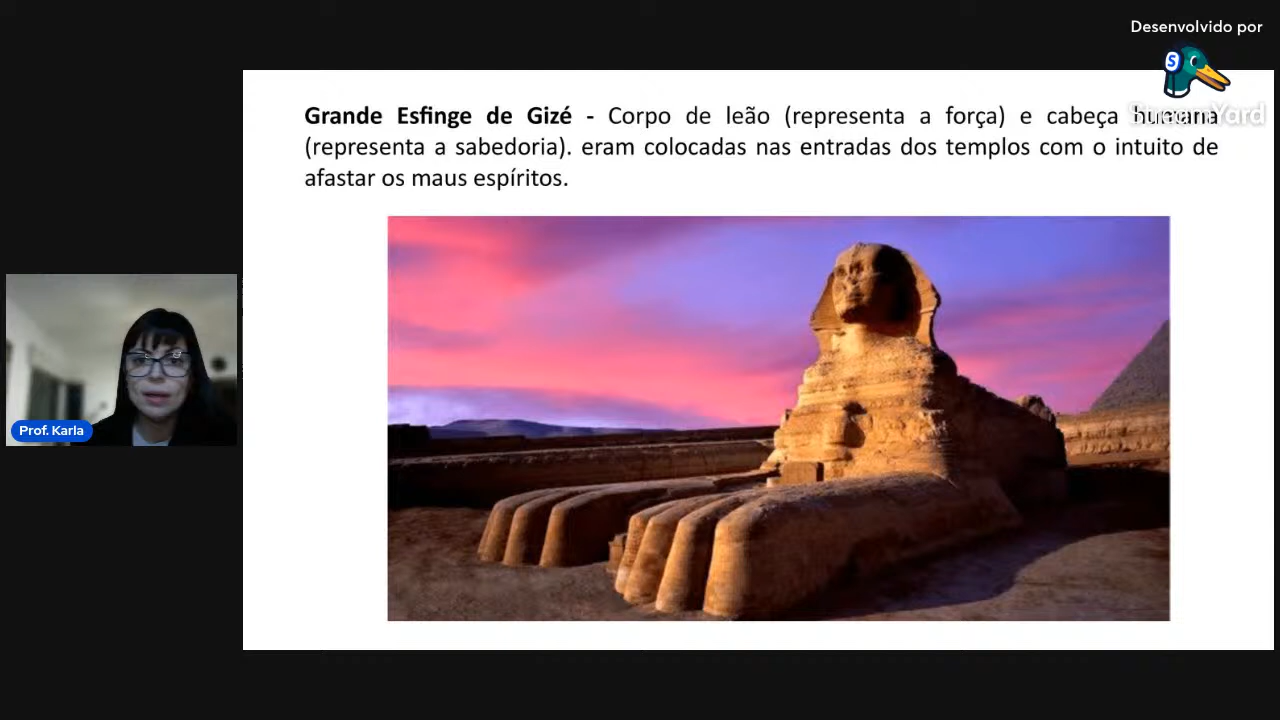 Desenvolvido por
StreamYard
Grande Esfinge de Gizé - Corpo de leão (representa a força) e cabeça humana
(representa a sabedoria). eram colocadas nas entradas dos templos com o intuito de
afastar os maus espíritos.
Prof. Karla